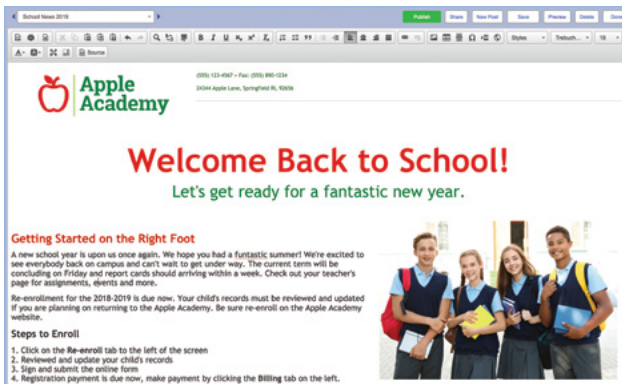 School News 2019
Publish Share New Post Save Preview Delete Done
B I U x₂ x² Ix Styles Trebuch... 18
A A Source
Apple
Academy
(555) 123-4567 • Fax: (555) 890-1234
24344 Apple Lane, Springfield RI, 92656
Welcome Back to School!
Let's get ready for a fantastic new year.
Getting Started on the Right Foot
A new school year is upon us once again. We hope you had a funtastic summer! We're excited to
see everybody back on campus and can't wait to get under way. The current term will be
concluding on Friday and report cards should arriving within a week. Check out your teacher's
page for assignments, events and more.
Re-enrollment for the 2018-2019 is due now. Your child's records must be reviewed and updated
if you are planning on returning to the Apple Academy. Be sure re-enroll on the Apple Academy
website.
Steps to Enroll
1. Click on the Re-enroll tab to the left of the screen
2. Reviewed and update your child's records
3. Sign and submit the online form
4. Registration payment is due now, make payment by clicking the Billing tab on the left.